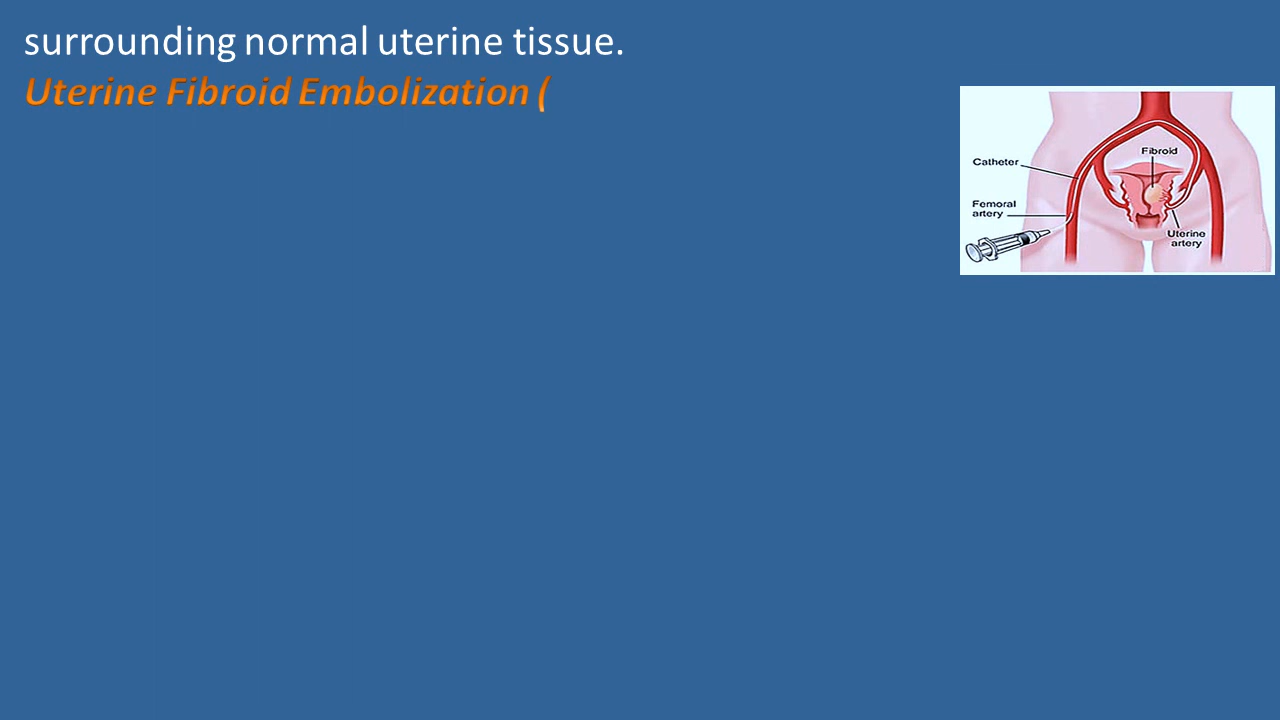 surrounding normal uterine tissue.
Uterine Fibroid Embolization (
Fibroid
Catheter
Femoral
artery
Uterine
artery